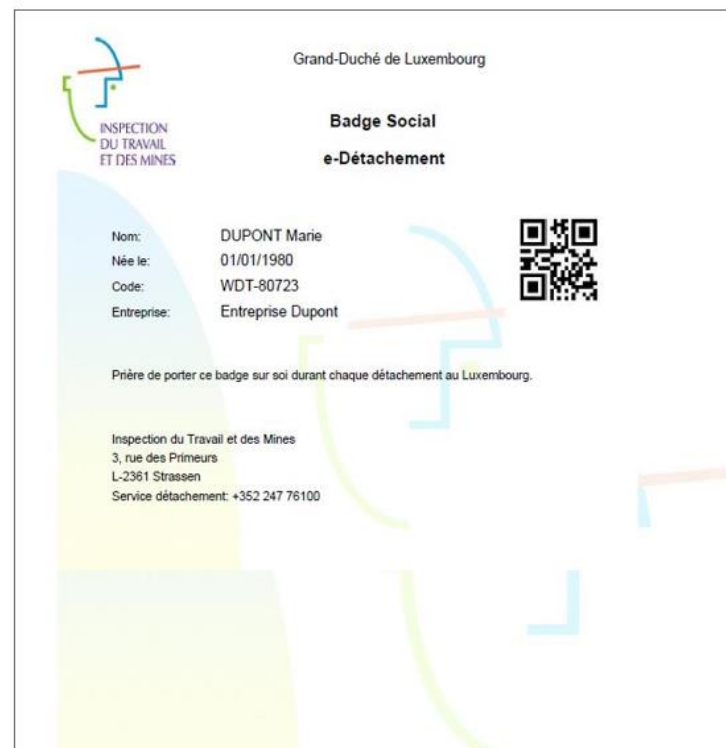 INSPECTION
DU TRAVAIL
ET DES MINES
Grand-Duché de Luxembourg
Badge Social
e-Détachement
Nom: DUPONT Marie
Née le: 01/01/1980
Code: WDT-80723
Entreprise: Entreprise Dupont
Prière de porter ce badge sur soi durant chaque détachement au Luxembourg.
Inspection du Travail et des Mines
3, rue des Primeurs
L-2361 Strassen
Service détachement: +352 247 76100